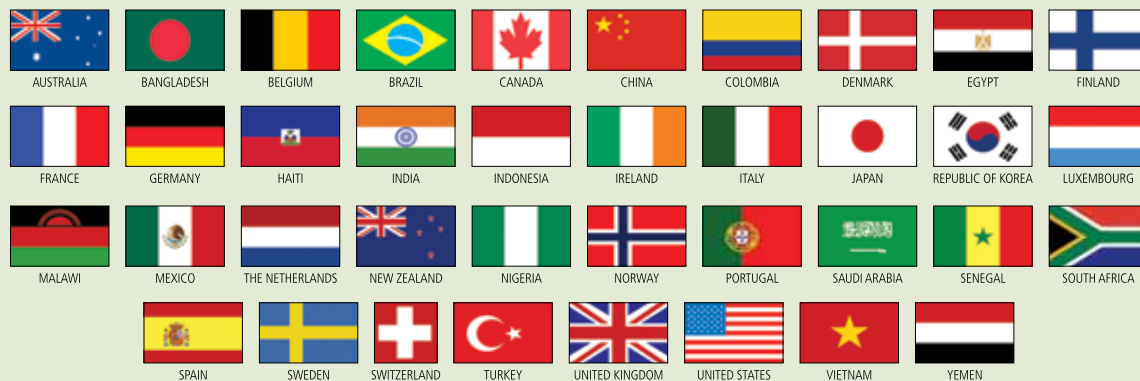 AUSTRALIA BANGLADESH BELGIUM BRAZIL CANADA CHINA COLOMBIA DENMARK EGYPT FINLAND
FRANCE GERMANY HAITI INDIA INDONESIA IRELAND ITALY JAPAN REPUBLIC OF KOREA LUXEMBOURG
MALAWI MEXICO THE NETHERLANDS NEW ZEALAND NIGERIA NORWAY PORTUGAL SAUDI ARABIA SENEGAL SOUTH AFRICA
SPAIN SWEDEN SWITZERLAND TURKEY UNITED KINGDOM UNITED STATES VIETNAM YEMEN